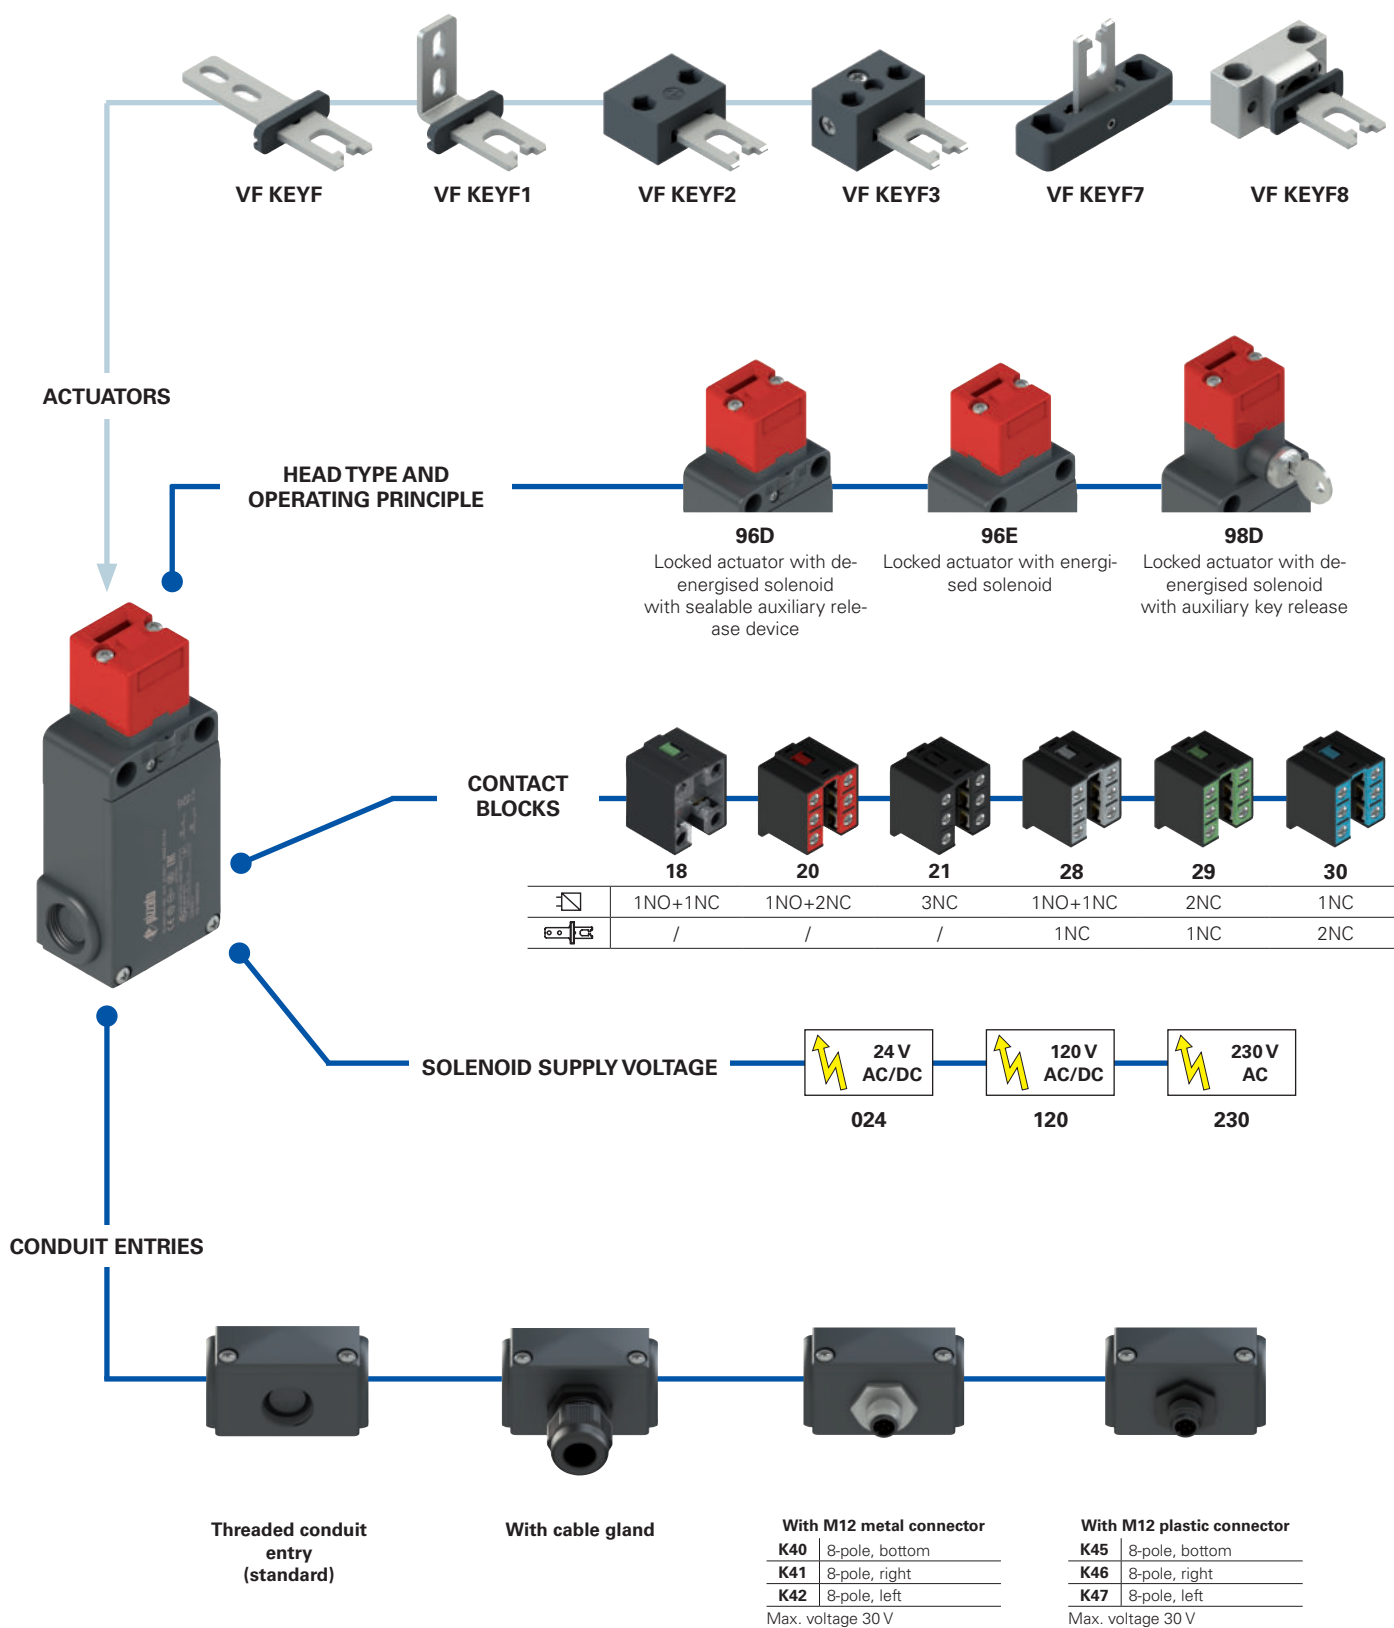 VF KEYF
VF KEYF1
VF KEYF2
VF KEYF3
VF KEYF7
VF KEYF8
ACTUATORS
HEAD TYPE AND
OPERATING PRINCIPLE
96D
Locked actuator with de-
energised solenoid
with sealable auxiliary rele-
ase device
96E
Locked actuator with energi-
sed solenoid
98D
Locked actuator with de-
energised solenoid
with auxiliary key release
pizzato
CONTACT
BLOCKS
18 20 21 28 29 30
1NO+1NC 1NO+2NC 3NC 1NO+1NC 2NC 1NC
/ / / 1NC 1NC 2NC
SOLENOID SUPPLY VOLTAGE
24 V
AC/DC
024
120 V
AC/DC
120
230 V
AC
230
CONDUIT ENTRIES
Threaded conduit
entry
(standard)
With cable gland
With M12 metal connector
K40 8-pole, bottom
K41 8-pole, right
K42 8-pole, left
Max. voltage 30 V
With M12 plastic connector
K45 8-pole, bottom
K46 8-pole, right
K47 8-pole, left
Max. voltage 30 V